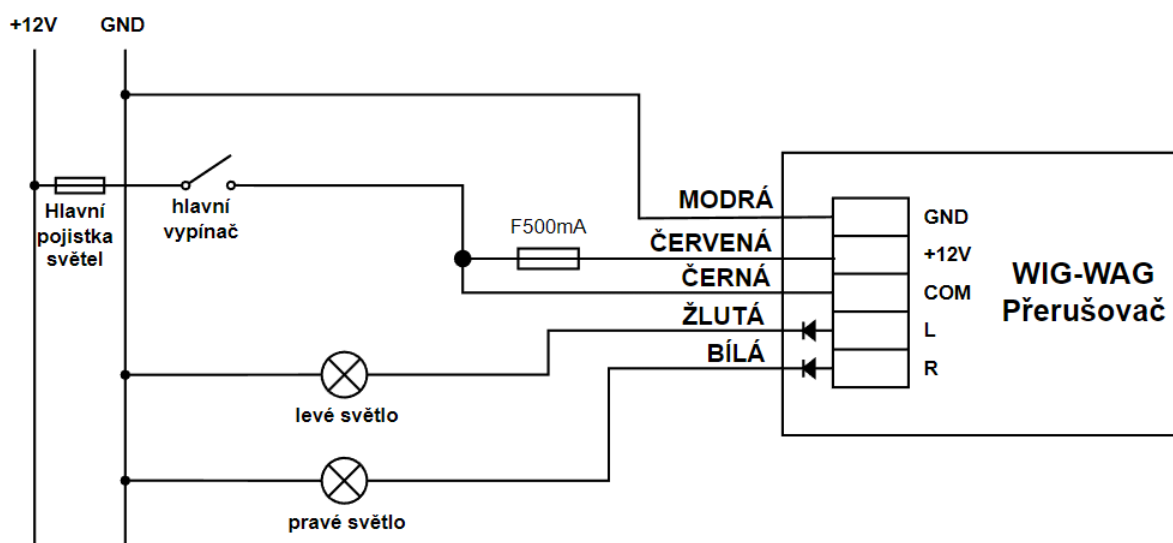 +12V
GND
Hlavní
pojistka
světel
hlavní
vypínač
F500mA
MODRÁ
ČERVENÁ
ČERNÁ
ŽLUTÁ
BÍLÁ
GND
+12V
COM
L
R
WIG-WAG
Přerušovač
levé světlo
pravé světlo